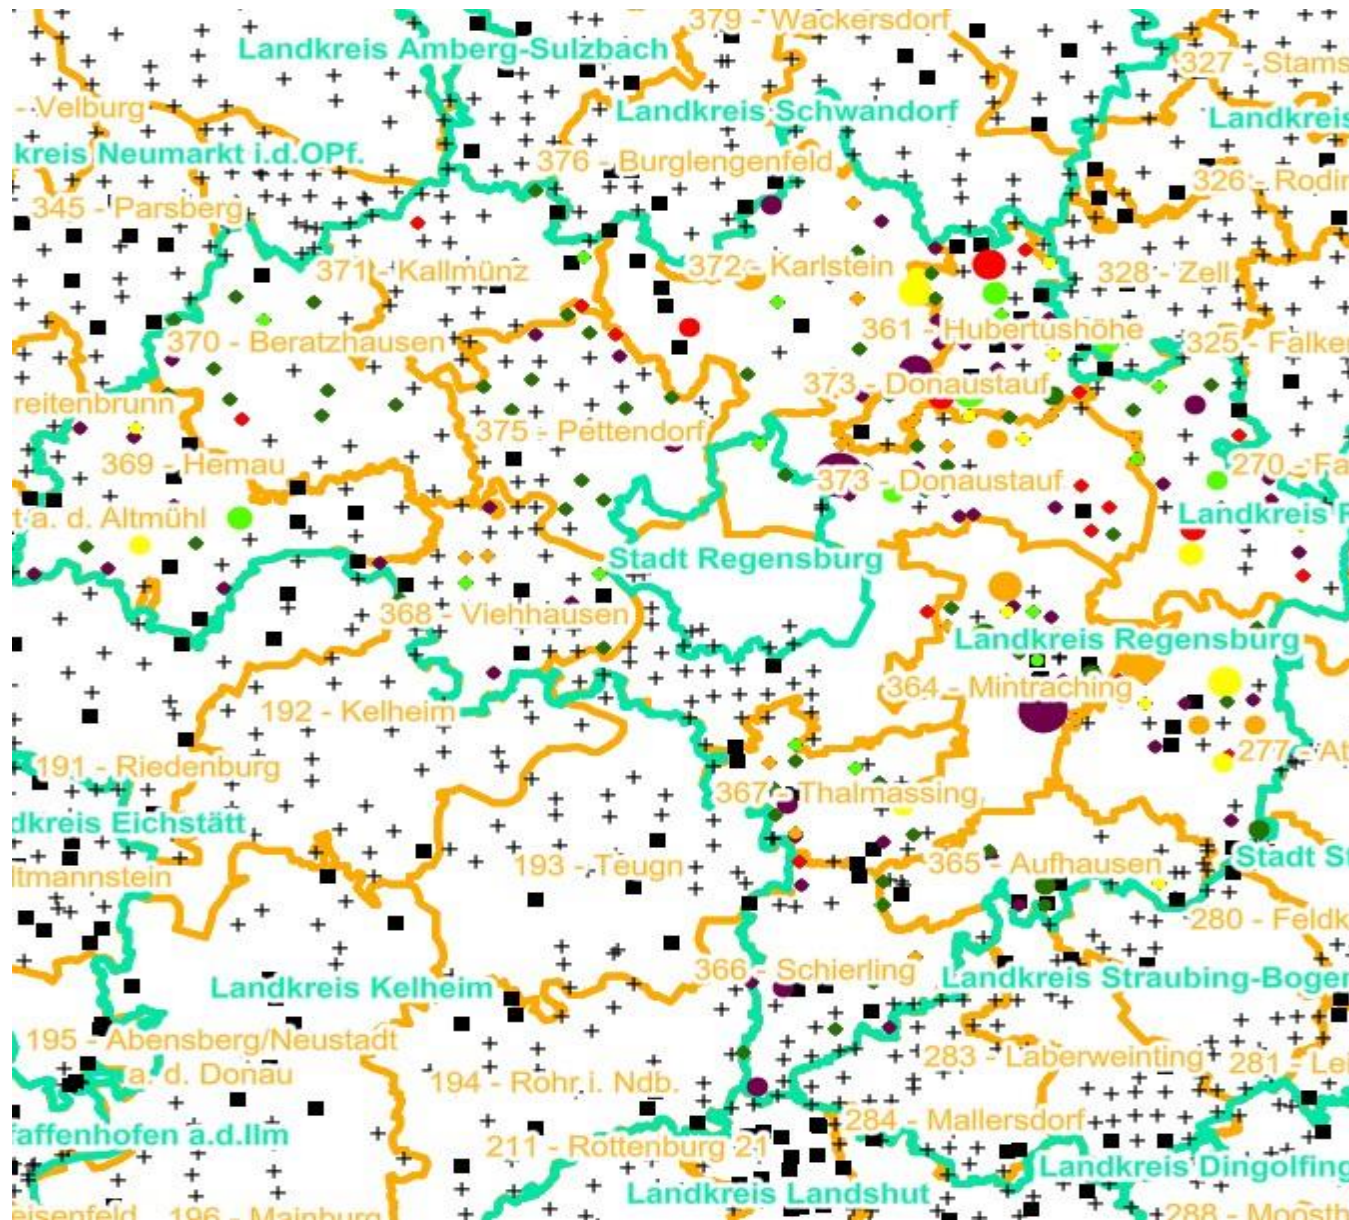 379 - Wackersdorf
Landkreis Amberg-Sulzbach
327 - Stams
- Velburg
Landkreis Schwandorf
Landkreis
kreis Neumarkt i.d.OPf.
376 - Burglengenfeld
326 - Rodin
345 - Parsberg
371 - Kallmünz
372 - Karlstein
328 - Zell
370 - Beratzhausen
361 - Hubertushöhe
325 - Falken
373 - Donaustauf
reitenbrunn
375 - Pettendorf
369 - Hemau
373 - Donaustauf
270 - Fa
t a. d. Altmühl
Landkreis R
Stadt Regensburg
368 - Viehhausen
Landkreis Regensburg
364 - Mintraching
192 - Kelheim
277 - At
191 - Riedenburg
367 - Thalmassing
dkreis Eichstätt
193 - Teugn
365 - Aufhausen
Stadt St
ltmannstein
280 - Feldk
366 - Schierling
Landkreis Kelheim
Landkreis Straubing-Bogen
195 - Abensberg/Neustadt
a. d. Donau
283 - Laberweinting
281 - Lei
194 - Rohr i. Ndb.
284 - Mallersdorf
faffenhofen a.d.Ilm
211 - Rottenburg 21
Landkreis Dingolfing
Landkreis Landshut
eisenfeld
196 - Mainburg
288 - Moosth